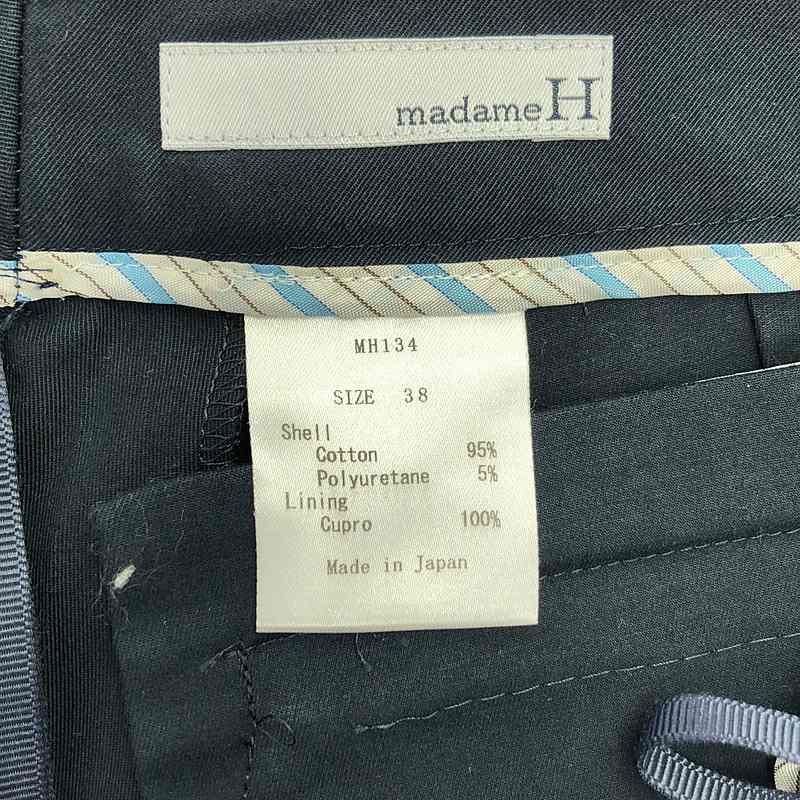 madame H
MH134
SIZE 38
Shell
Cotton 95%
Polyuretane 5%
Lining
Cupro 100%
Made in Japan